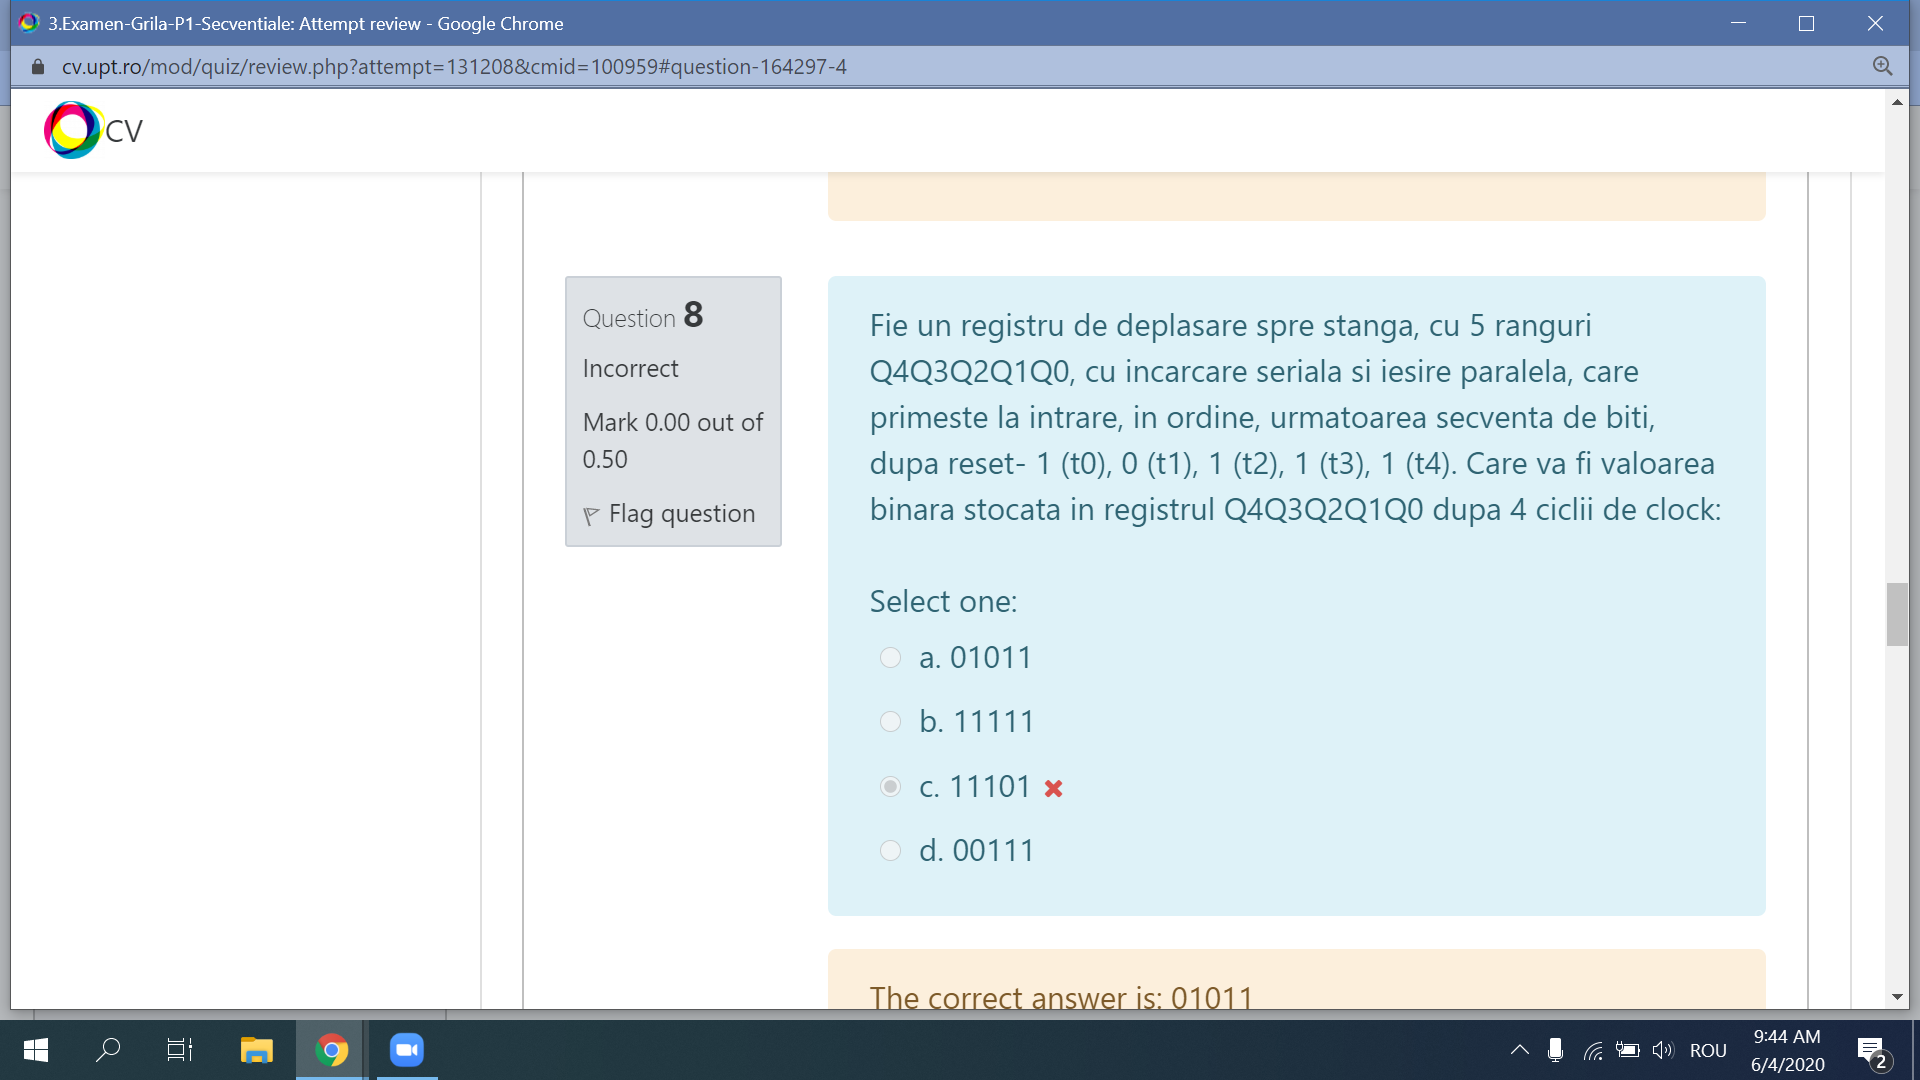 3.Examen-Grila-P1-Secventiale: Attempt review - Google Chrome
cv.upt.ro/mod/quiz/review.php?attempt=131208&cmid=100959#question-164297-4
CV
Question 8
Incorrect
Mark 0.00 out of
0.50
Flag question
Fie un registru de deplasare spre stanga, cu 5 ranguri
Q4Q3Q2Q1Q0, cu incarcare seriala si iesire paralela, care
primeste la intrare, in ordine, urmatoarea secventa de biti,
dupa reset- 1 (t0), 0 (t1), 1 (t2), 1 (t3), 1 (t4). Care va fi valoarea
binara stocata in registrul Q4Q3Q2Q1Q0 dupa 4 ciclii de clock:
Select one:
a. 01011
b. 11111
c. 11101
d. 00111
The correct answer is: 01011
ROU
9:44 AM
6/4/2020
2